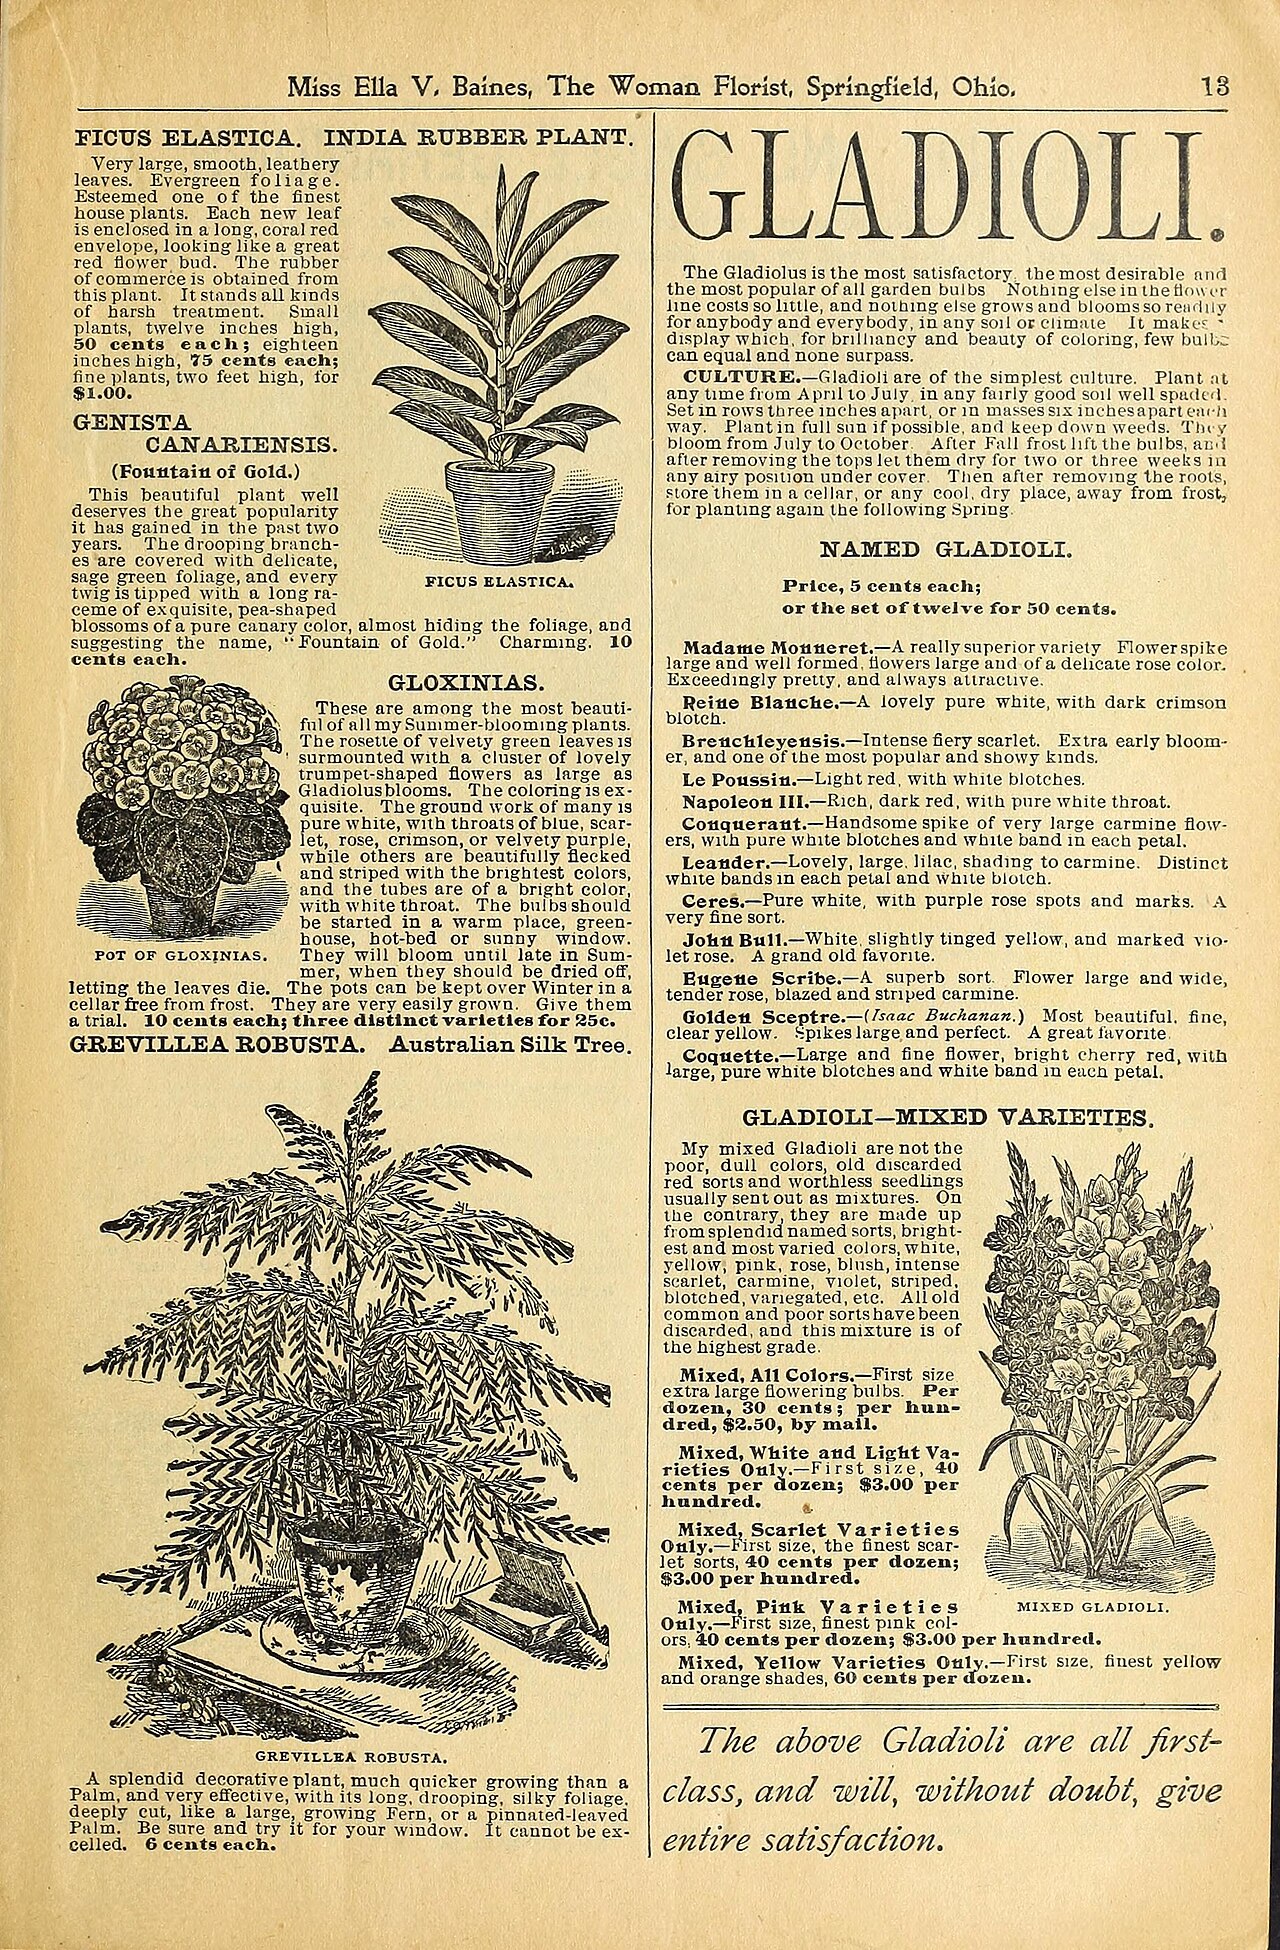 Miss Ella V. Baines, The Woman Florist, Springfield, Ohio. 13
FICUS ELASTICA. INDIA RUBBER PLANT.
Very large, smooth, leathery
leaves. Evergreen foliage.
Esteemed one of the finest
house plants. Each new leaf
is enclosed in a long, coral red
envelope, looking like a great
red flower bud. The rubber
of commerce is obtained from
this plant. It stands all kinds
of harsh treatment. Small
plants, twelve inches high,
50 cents each; eighteen
inches high, 75 cents each;
fine plants, two feet high, for
$1.00.
J. BLANC
FICUS ELASTICA.
GENISTA
CANARIENSIS.
(Fountain of Gold.)
This beautiful plant well
deserves the great popularity
it has gained in the past two
years. The drooping branch-
es are covered with delicate,
sage green foliage, and every
twig is tipped with a long ra-
ceme of exquisite, pea-shaped
blossoms of a pure canary color, almost hiding the foliage, and
suggesting the name, "Fountain of Gold." Charming. 10
cents each.
GLOXINIAS.
These are among the most beauti-
ful of all my Summer-blooming plants.
The rosette of velvety green leaves is
surmounted with a cluster of lovely
trumpet-shaped flowers as large as
Gladiolus blooms. The coloring is ex-
quisite. The ground work of many is
pure white, with throats of blue, scar-
let, rose, crimson, or velvety purple,
while others are beautifully flecked
and striped with the brightest colors,
and the tubes are of a bright color,
with white throat. The bulbs should
be started in a warm place, green-
house, hot-bed or sunny window.
They will bloom until late in Sum-
mer, when they should be dried off,
letting the leaves die. The pots can be kept over Winter in a
cellar free from frost. They are very easily grown. Give them
a trial. 10 cents each; three distinct varieties for 25c.
POT OF GLOXINIAS.
GREVILLEA ROBUSTA. Australian Silk Tree.
GREVILLEA ROBUSTA.
A splendid decorative plant, much quicker growing than a
Palm, and very effective, with its long, drooping, silky foliage,
deeply cut, like a large, growing Fern, or a pinnated-leaved
Palm. Be sure and try it for your window. It cannot be ex-
celled. 6 cents each.
GLADIOLI.
The Gladiolus is the most satisfactory, the most desirable and
the most popular of all garden bulbs Nothing else in the flower
line costs so little, and nothing else grows and blooms so readily
for anybody and everybody, in any soil or climate It makes
display which, for brilliancy and beauty of coloring, few bulbs
can equal and none surpass.
CULTURE.—Gladioli are of the simplest culture. Plant at
any time from April to July, in any fairly good soil well spaded.
Set in rows three inches apart, or in masses six inches apart each
way. Plant in full sun if possible, and keep down weeds. They
bloom from July to October. After Fall frost lift the bulbs, and
after removing the tops let them dry for two or three weeks in
any airy position under cover. Then after removing the roots,
store them in a cellar, or any cool, dry place, away from frost,
for planting again the following Spring.
NAMED GLADIOLI.
Price, 5 cents each;
or the set of twelve for 50 cents.
Madame Monneret.—A really superior variety Flower spike
large and well formed, flowers large and of a delicate rose color.
Exceedingly pretty, and always attractive.
Reine Blanche.—A lovely pure white, with dark crimson
blotch.
Brenchleyensis.—Intense fiery scarlet. Extra early bloom-
er, and one of the most popular and showy kinds.
Le Poussin.—Light red, with white blotches.
Napoleon III.—Rich, dark red, with pure white throat.
Conquerant.—Handsome spike of very large carmine flow-
ers, with pure white blotches and white band in each petal.
Leander.—Lovely, large, lilac, shading to carmine. Distinct
white bands in each petal and white blotch.
Ceres.—Pure white, with purple rose spots and marks. A
very fine sort.
John Bull.—White, slightly tinged yellow, and marked vio-
let rose. A grand old favorite.
Eugene Scribe.—A superb sort. Flower large and wide,
tender rose, blazed and striped carmine.
Golden Sceptre.—(Isaac Buchanan.) Most beautiful, fine,
clear yellow. Spikes large and perfect. A great favorite.
Coquette.—Large and fine flower, bright cherry red, with
large, pure white blotches and white band in each petal.
GLADIOLI—MIXED VARIETIES.
My mixed Gladioli are not the
poor, dull colors, old discarded
red sorts and worthless seedlings
usually sent out as mixtures. On
the contrary, they are made up
from splendid named sorts, bright-
est and most varied colors, white,
yellow, pink, rose, blush, intense
scarlet, carmine, violet, striped,
blotched, variegated, etc. All old
common and poor sorts have been
discarded, and this mixture is of
the highest grade.
Mixed, All Colors.—First size
extra large flowering bulbs. Per
dozen, 30 cents; per hun-
dred, $2.50, by mail.
Mixed, White and Light Va-
rieties Only.—First size, 40
cents per dozen; $3.00 per
hundred.
Mixed, Scarlet Varieties
Only.—First size, the finest scar-
let sorts, 40 cents per dozen;
$3.00 per hundred.
Mixed, Pink Varieties
Only.—First size, finest pink col-
ors, 40 cents per dozen; $3.00 per hundred.
MIXED GLADIOLI.
Mixed, Yellow Varieties Only.—First size, finest yellow
and orange shades, 60 cents per dozen.
The above Gladioli are all first-
class, and will, without doubt, give
entire satisfaction.